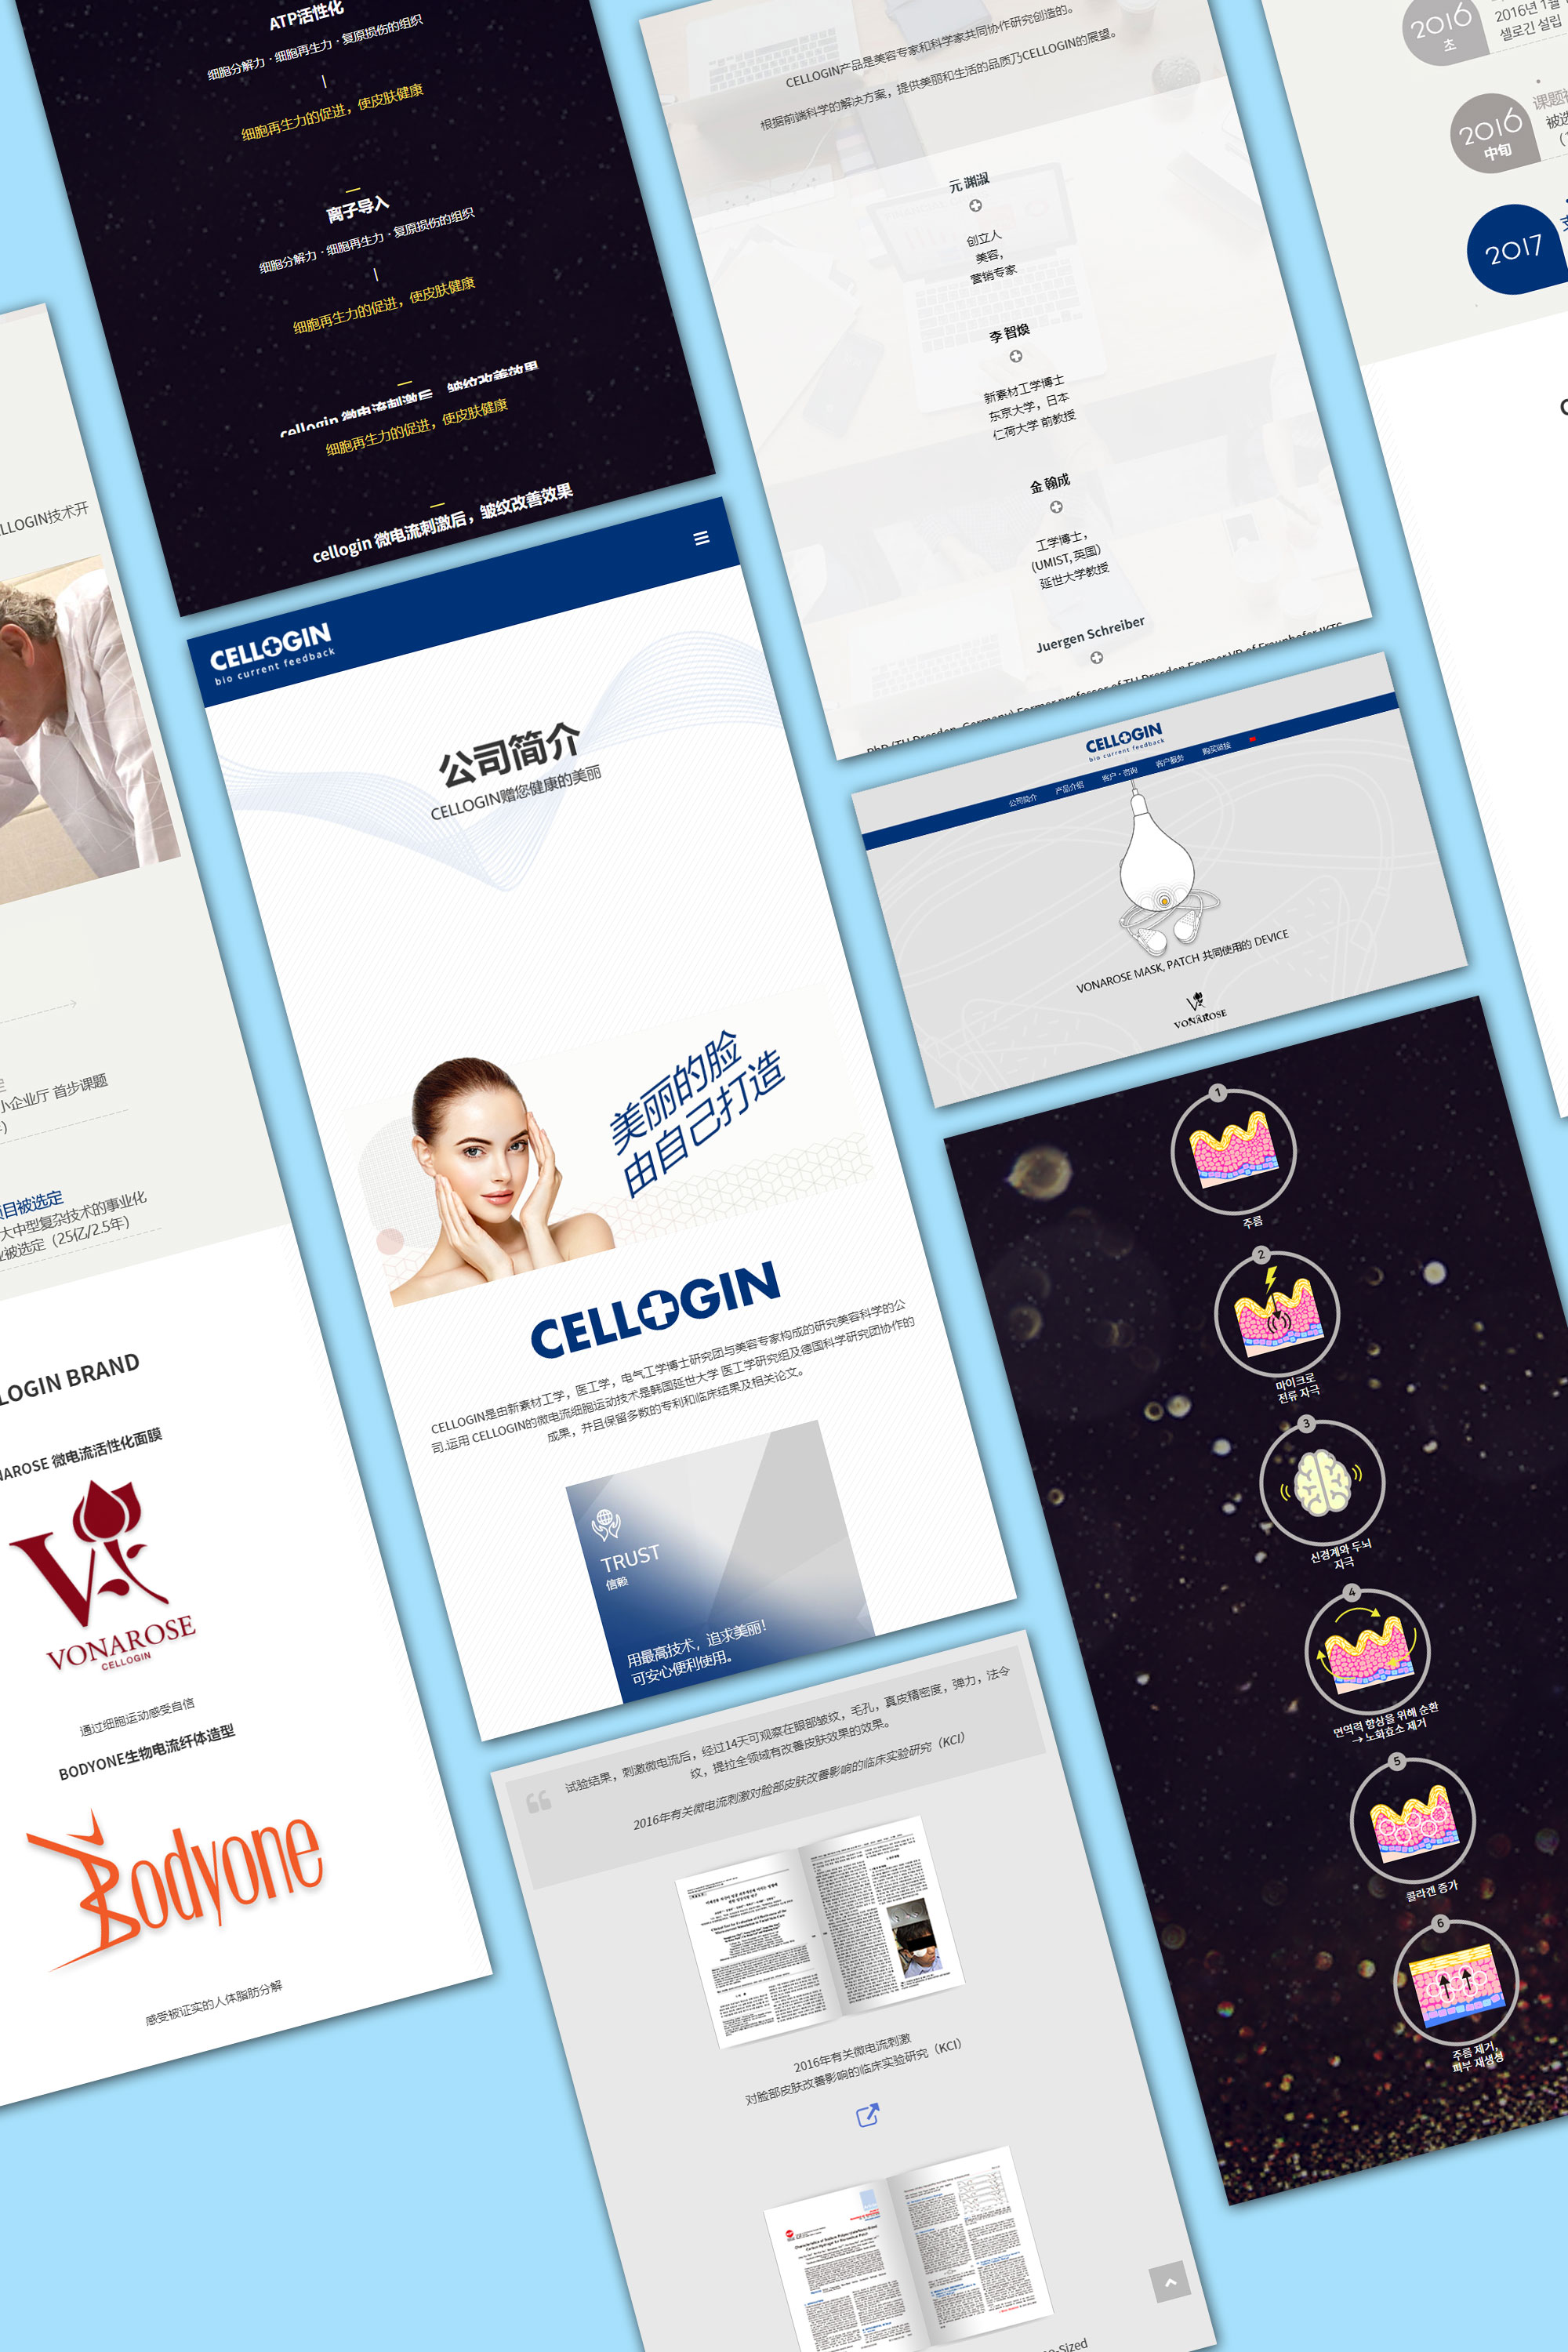 ATP活性化
细胞分解力 · 细胞再生力 · 复原损伤的组织
|
细胞再生力的促进，使皮肤健康
离子导入
细胞分解力 · 细胞再生力 · 复原损伤的组织
|
细胞再生力的促进，使皮肤健康
cellogin 微电流刺激后，皱纹改善效果
细胞再生力的促进，使皮肤健康
cellogin 微电流刺激后，皱纹改善效果
CELLOGIN产品是美容专家和科学家共同协作研究创造的。
根据前端科学的解决方案，提供美丽和生活的品质乃CELLOGIN的展望。
元 渊淑
创立人
美容，
营销专家
李 智焕
新素材工学博士
东京大学，日本
仁荷大学 前教授
金 翰成
工学博士，
(UMIST, 英国)
延世大学教授
Juergen Schreiber
PhD (TU Dresden, Germany) Former professor of TU Dresden Former VP of Fraunhofer IKTS
2016
초
2016년 1월
셀로긴 설립
2016
中旬
2017
LLOGIN技术开
小企业厅 首步课题
项目被选定
大中型复杂技术的事业化
业被选定（25亿/2.5年）
LOGIN BRAND
NAROSE 微电流活性化面膜
VONAROSE
CELLOGIN
通过细胞运动感受自信
BODYONE生物电流纤体造型
Bodyone
感受被证实的人体脂肪分解
CELLOGIN
bio current feedback
公司简介
CELLOGIN赠您健康的美丽
美丽的脸
由自己打造
CELLOGIN
CELLOGIN是由新素材工学，医工学，电气工学博士研究团与美容专家构成的研究美容科学的公
司.运用 CELLOGIN的微电流细胞运动技术是韩国延世大学 医工学研究组及德国科学研究团协作的
成果，并且保留多数的专利和临床结果及相关论文。
TRUST
信赖
用最高技术，追求美丽！
可安心便利使用。
CELLOGIN
bio current feedback
公司简介 产品介绍 客户 · 咨询 客户服务 购买链接
VONAROSE MASK, PATCH 共同使用的 DEVICE
VONAROSE
1
주름
2
마이크로
전류 자극
3
신경계와 두뇌
자극
4
면역력 향상을 위해 순환
→ 노화효소 제거
5
콜라겐 증가
6
주름 제거,
피부 재생성
试验结果，刺激微电流后，经过14天可观察在眼部皱纹，毛孔，真皮精密度，弹力，法令
纹，提拉全领域有改善皮肤效果的效果。
2016年有关微电流刺激对脸部皮肤改善影响的临床实验研究（KCI）
2016年有关微电流刺激
对脸部皮肤改善影响的临床实验研究（KCI）